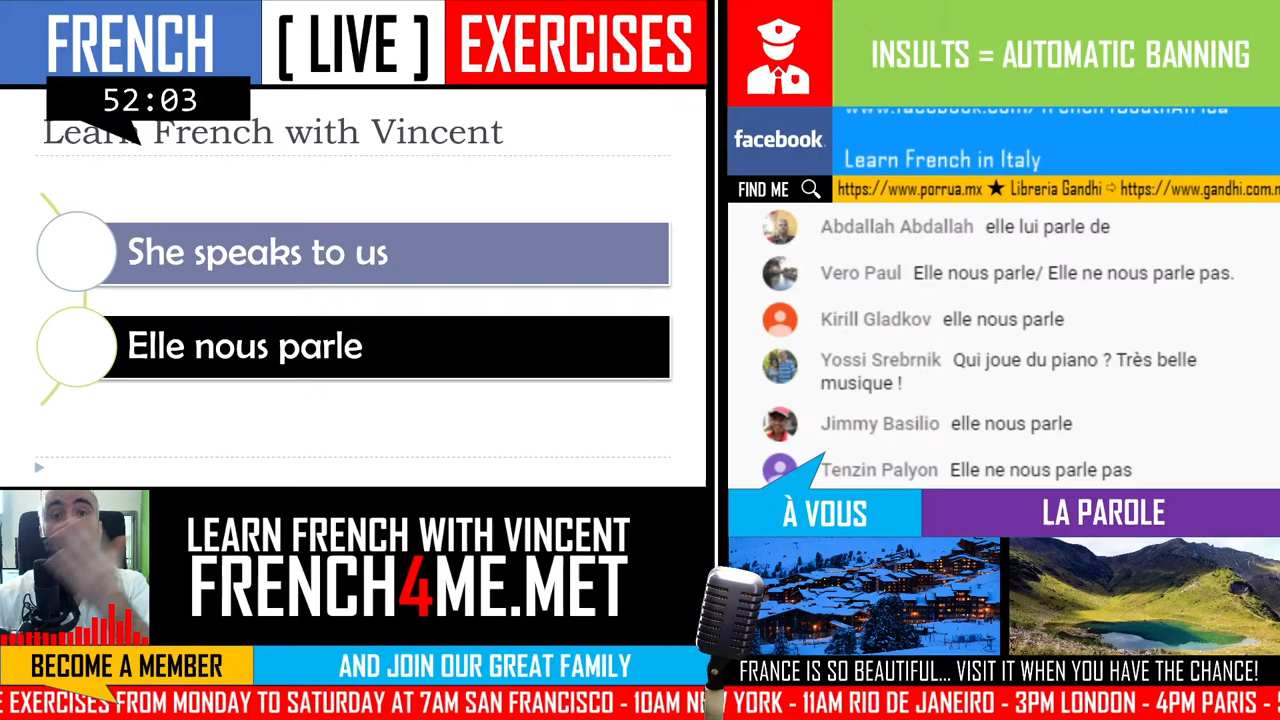 FRENCH [ LIVE ] EXERCISES
52:03
Learn French with Vincent
She speaks to us
Elle nous parle
LEARN FRENCH WITH VINCENT
FRENCH4ME.MET
BECOME A MEMBER
AND JOIN OUR GREAT FAMILY
INSULTS = AUTOMATIC BANNING
facebook.
Learn French in Italy
FIND ME
https://www.porrua.mx ★ Libreria Gandhi ⇨ https://www.gandhi.com.m
Abdallah Abdallah elle lui parle de
Vero Paul Elle nous parle/ Elle ne nous parle pas.
Kirill Gladkov elle nous parle
Yossi Srebrnik Qui joue du piano ? Très belle
musique !
Jimmy Basilio elle nous parle
Tenzin Palyon Elle ne nous parle pas
À VOUS
LA PAROLE
FRANCE IS SO BEAUTIFUL... VISIT IT WHEN YOU HAVE THE CHANCE!
E EXERCISES FROM MONDAY TO SATURDAY AT 7AM SAN FRANCISCO - 10AM NEW YORK - 11AM RIO DE JANEIRO - 3PM LONDON - 4PM PARIS -